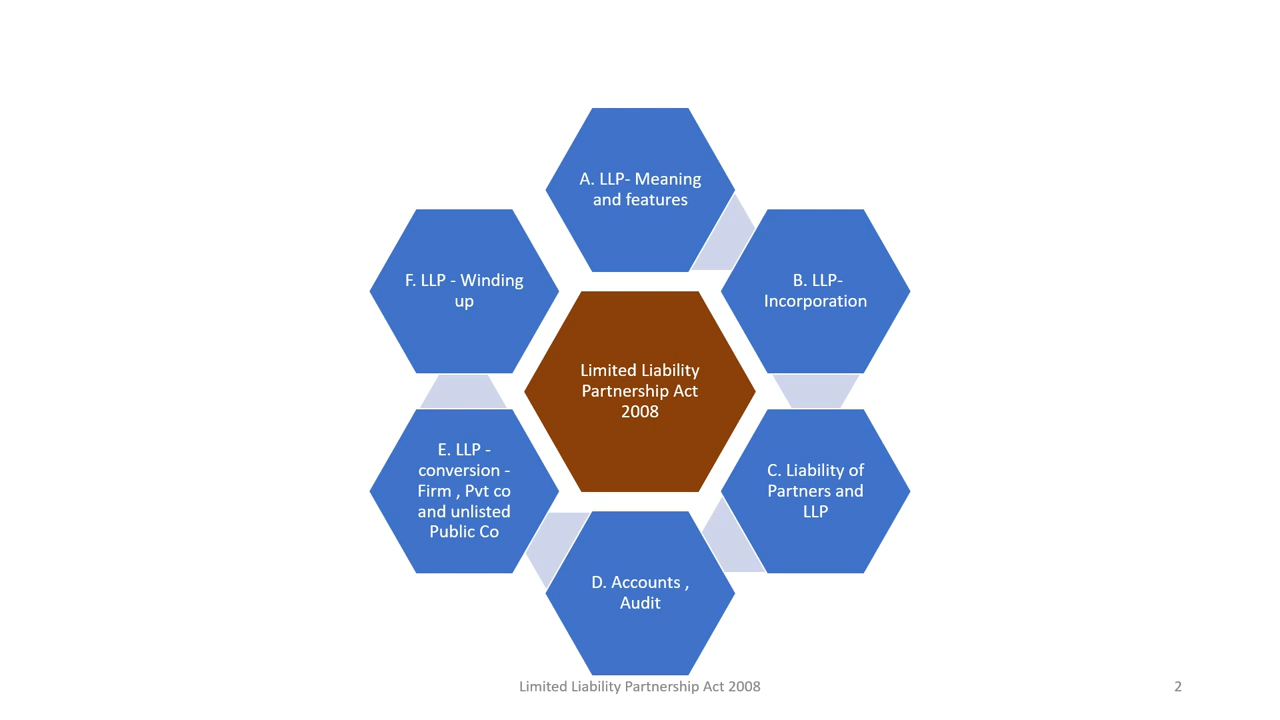 A. LLP- Meaning
and features
B. LLP-
Incorporation
C. Liability of
Partners and
LLP
D. Accounts ,
Audit
E. LLP -
conversion -
Firm , Pvt co
and unlisted
Public Co
F. LLP - Winding
up
Limited Liability
Partnership Act
2008
Limited Liability Partnership Act 2008
2